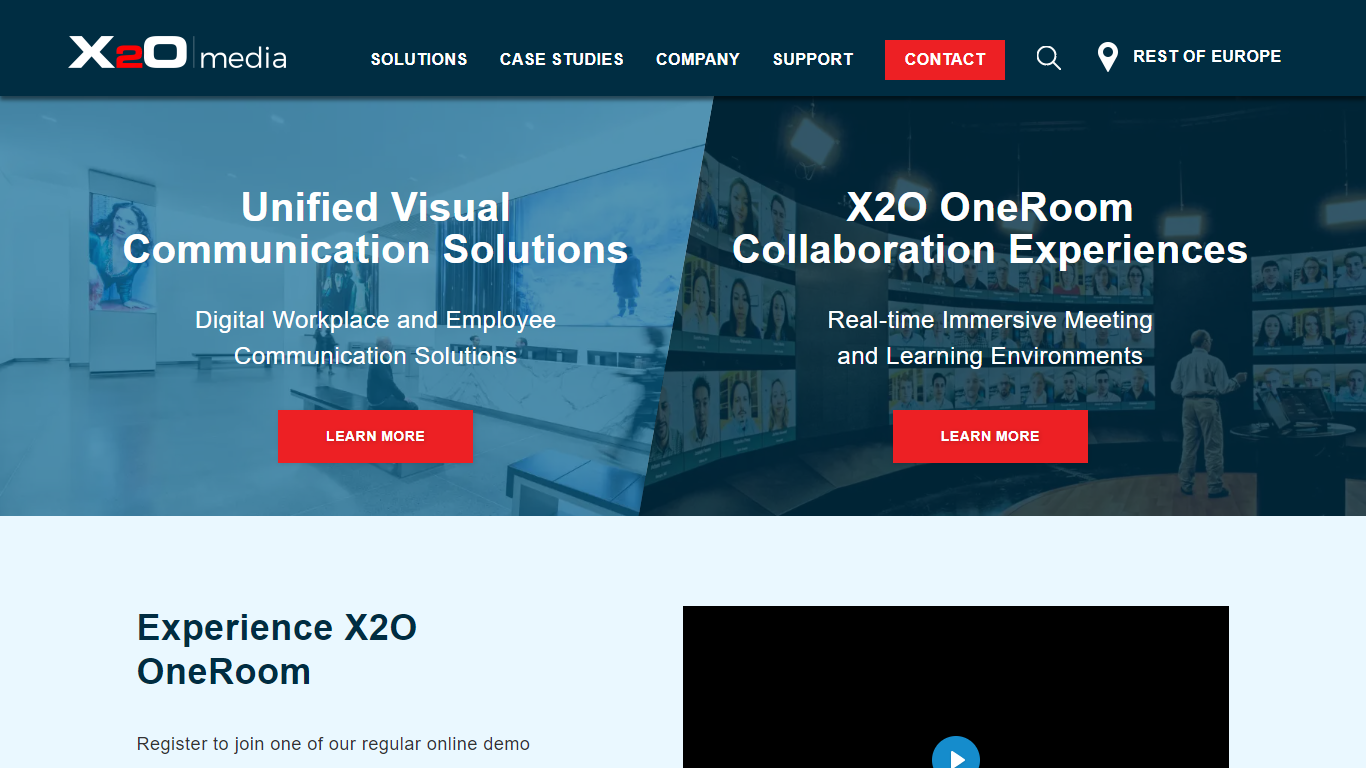 X2O media
SOLUTIONS
CASE STUDIES
COMPANY
SUPPORT
CONTACT
REST OF EUROPE
Unified Visual
Communication Solutions
Digital Workplace and Employee
Communication Solutions
LEARN MORE
X2O OneRoom
Collaboration Experiences
Real-time Immersive Meeting
and Learning Environments
LEARN MORE
Experience X2O
OneRoom
Register to join one of our regular online demo